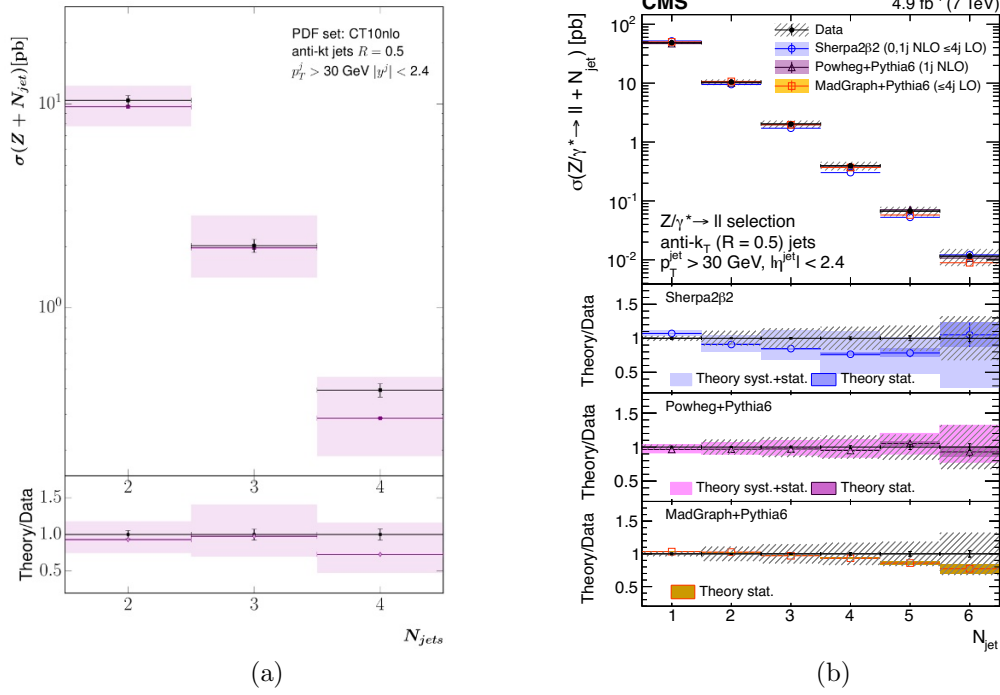 PDF set: CT10nlo
anti-kt jets R = 0.5
p_T^j > 30 GeV |y^j| < 2.4
σ(Z + N_jet)[pb]
10^1
10^0
2
3
4
Theory/Data
1.5
1.0
0.5
2
3
4
N_jets
(a)
CMS
4.9 fb^-1 (7 TeV)
σ(Z/γ*→ ll + N_jet) [pb]
10^2
10
1
10^-1
10^-2
Data
Sherpa2β2 (0,1j NLO ≤4j LO)
Powheg+Pythia6 (1j NLO)
MadGraph+Pythia6 (≤4j LO)
Z/γ*→ ll selection
anti-k_T (R = 0.5) jets
p_T^jet > 30 GeV, |η^jet| < 2.4
Theory/Data
1.5
1
0.5
Sherpa2β2
Theory syst.+stat.
Theory stat.
Theory/Data
1.5
1
0.5
Powheg+Pythia6
Theory syst.+stat.
Theory stat.
Theory/Data
1.5
1
0.5
MadGraph+Pythia6
Theory stat.
1
2
3
4
5
6
N_jet
(b)